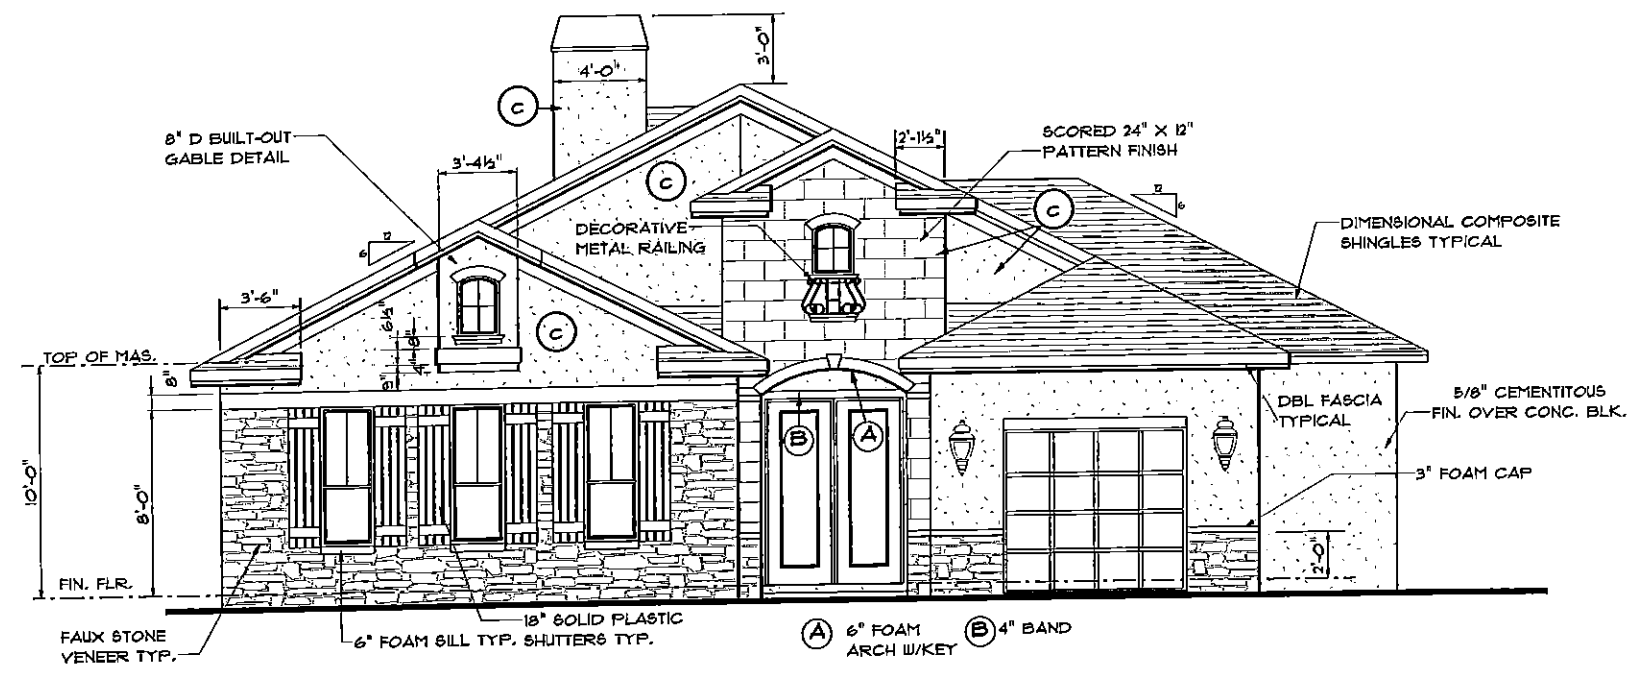 4'-0"
3'-0"
C
8" D BUILT-OUT
GABLE DETAIL
3'-4½"
C
2'-1½"
SCORED 24" X 12"
PATTERN FINISH
C
12
6
DECORATIVE
METAL RAILING
DIMENSIONAL COMPOSITE
SHINGLES TYPICAL
12
6
3'-6"
6½"
8"
4"
9"
C
TOP OF MAS.
8"
10'-0"
8'-0"
B
A
DBL FASCIA
TYPICAL
5/8" CEMENTITOUS
FIN. OVER CONC. BLK.
3" FOAM CAP
2'-0"
FIN. FLR.
FAUX STONE
VENEER TYP.
6" FOAM SILL TYP.
18" SOLID PLASTIC
SHUTTERS TYP.
A 6" FOAM
ARCH W/KEY
B 4" BAND